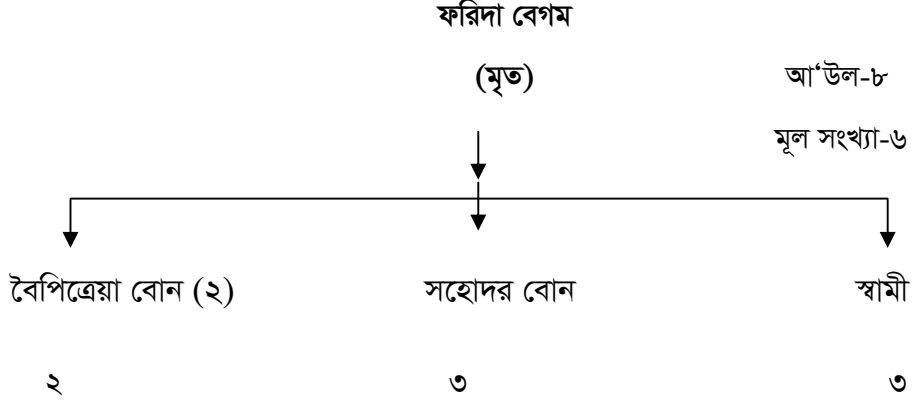 ফরিদা বেগম
(মৃত) আ‘উল-৮
মূল সংখ্যা-৬
বৈপিত্রেয়া বোন (২) সহোদর বোন স্বামী
২ ৩ ৩